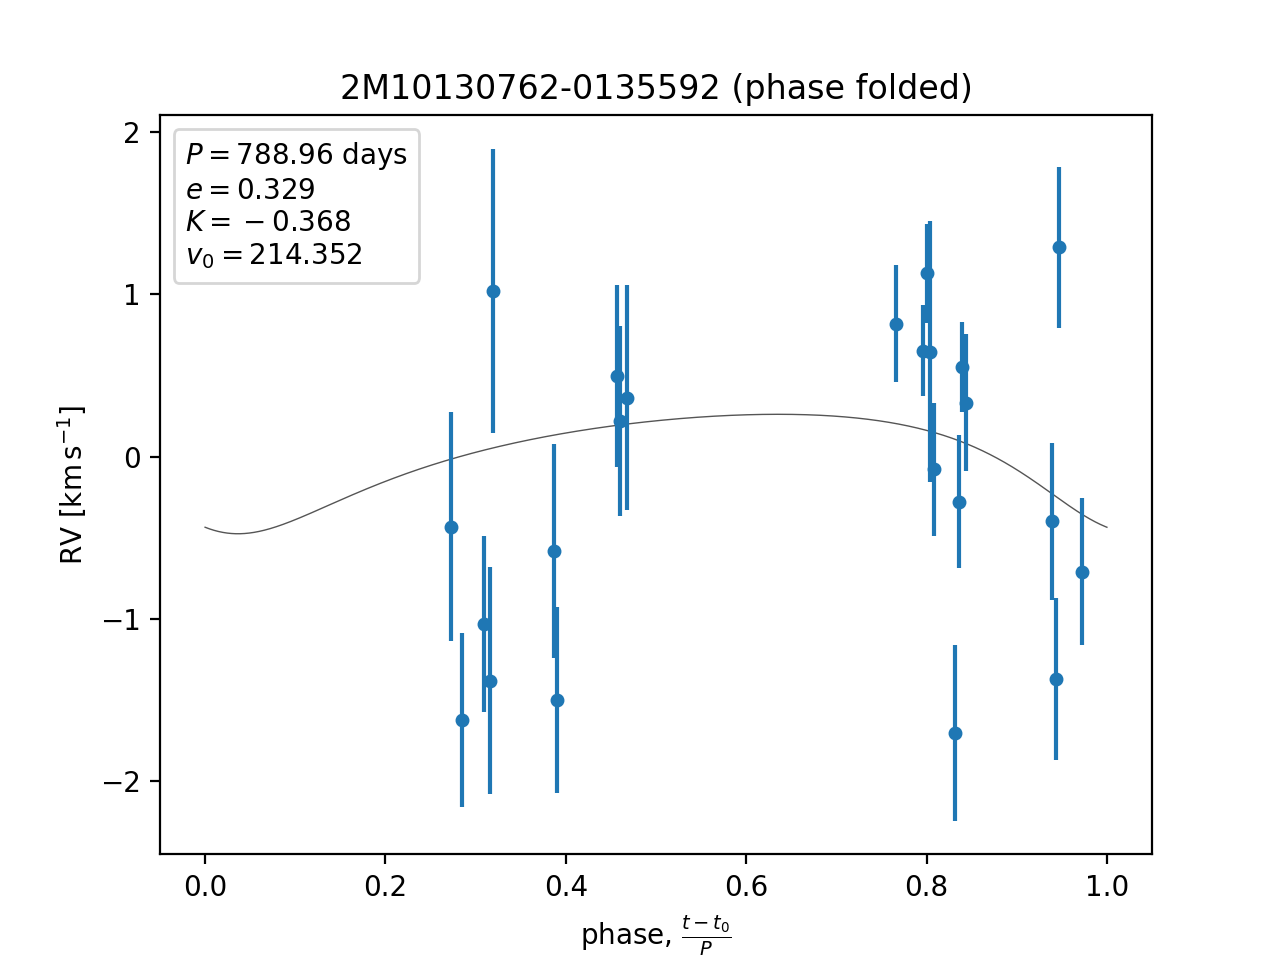 2M10130762-0135592 (phase folded)
P = 788.96 days
e = 0.329
K = −0.368
v₀ = 214.352
2
1
0
−1
−2
RV [km s⁻¹]
0.0 0.2 0.4 0.6 0.8 1.0
phase, (t − t₀)/P